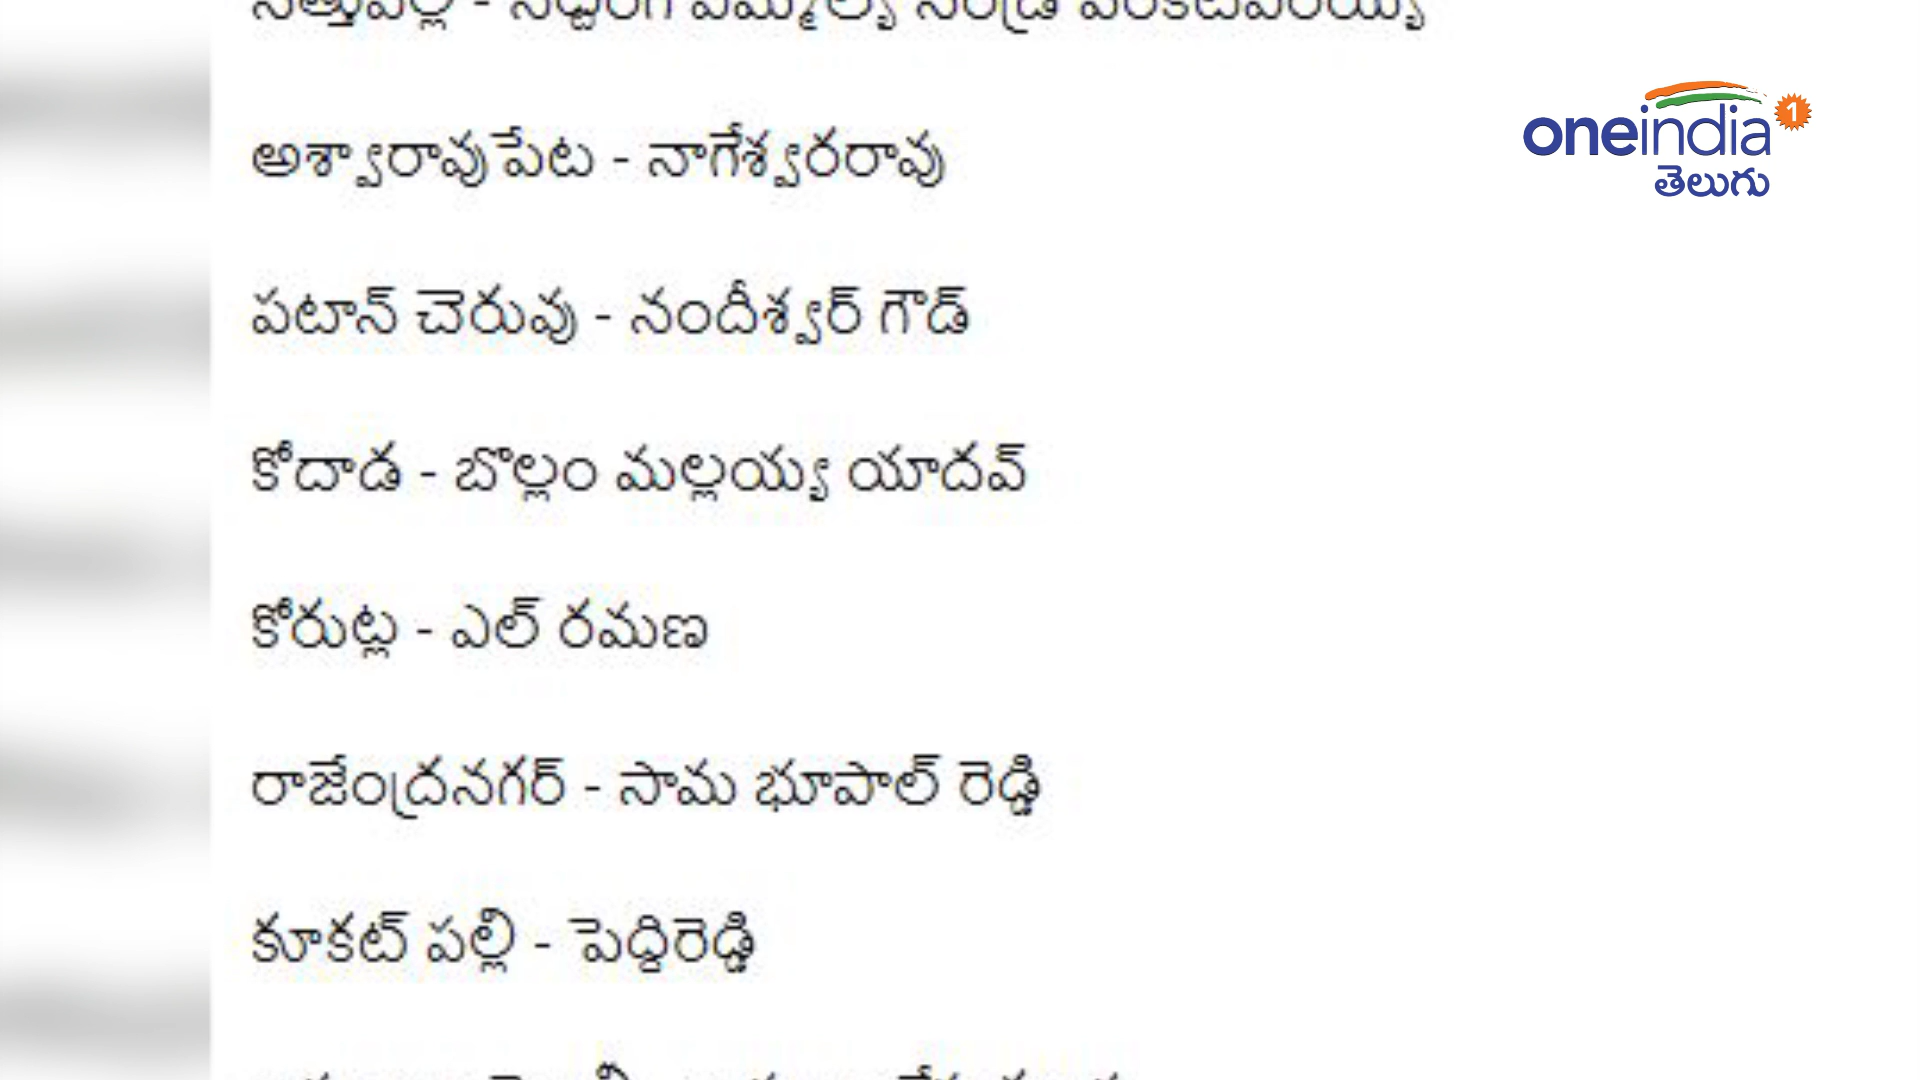 oneindia
తెలుగు
అశ్వారావుపేట - నాగేశ్వరరావు
పటాన్ చెరువు - నందీశ్వర్ గౌడ్
కోదాడ - బొల్లం మల్లయ్య యాదవ్
కోరుట్ల - ఎల్ రమణ
రాజేంద్రనగర్ - సామ భూపాల్ రెడ్డి
కూకట్ పల్లి - పెద్దిరెడ్డి